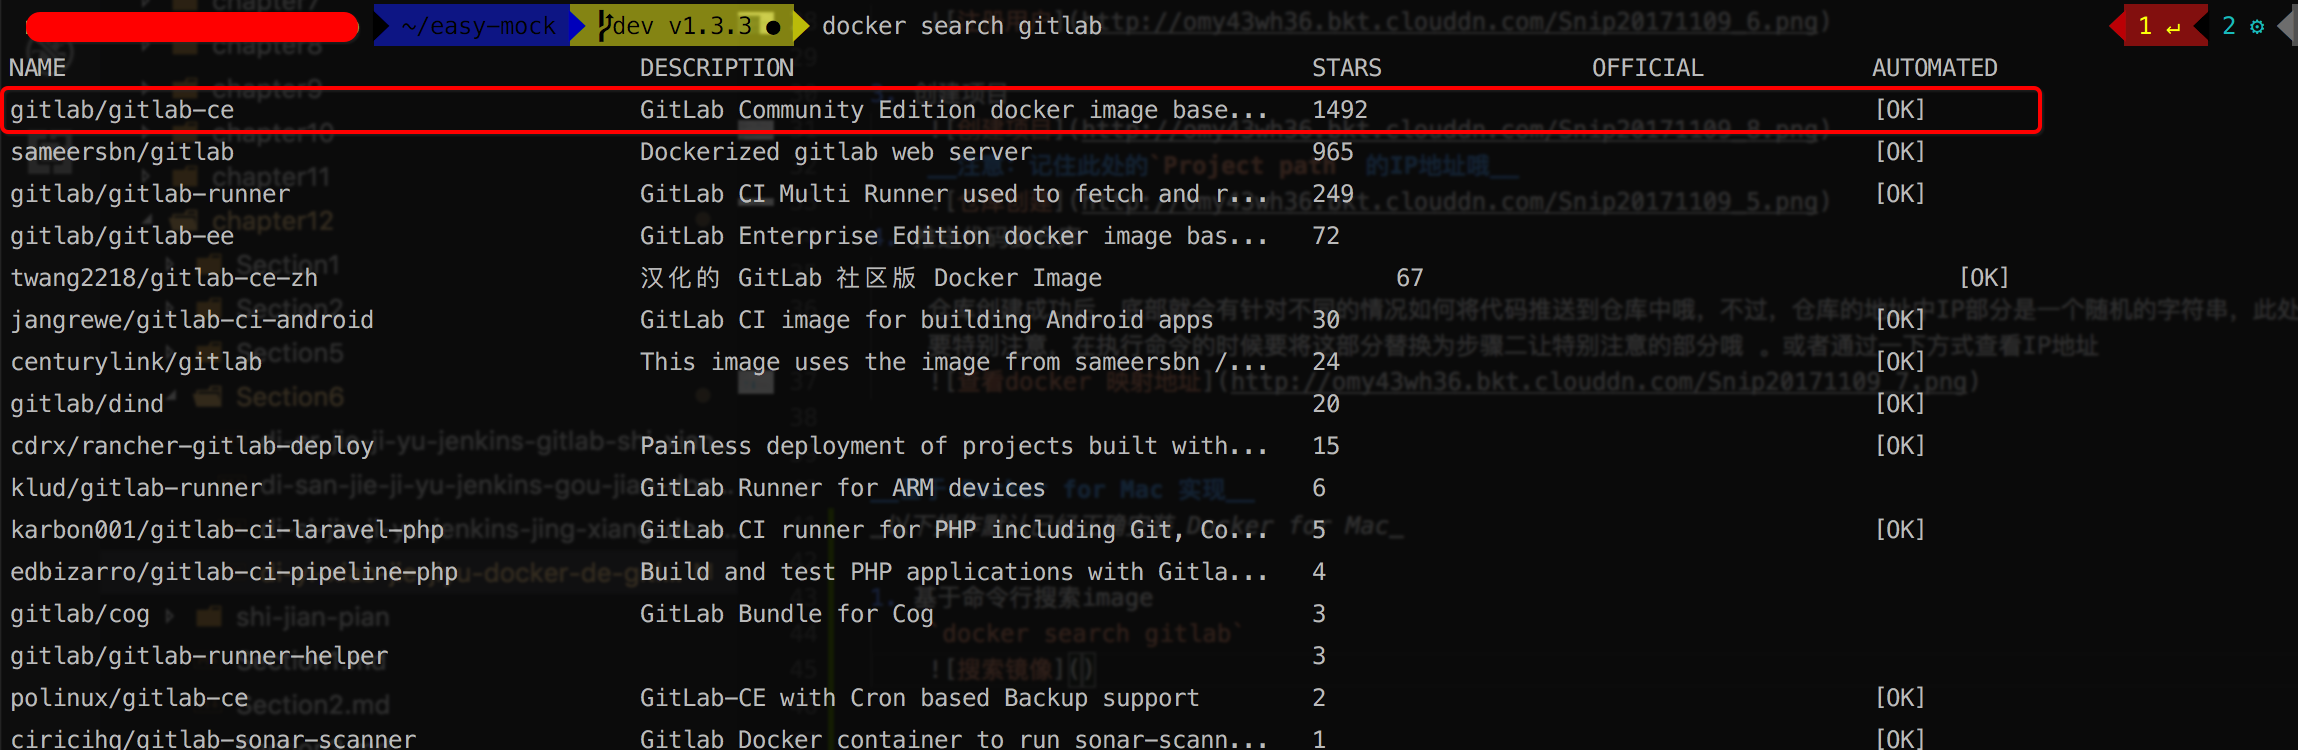 ~/easy-mock dev v1.3.3 ● docker search gitlab 1 ↵ 2 ⚙
NAME DESCRIPTION STARS OFFICIAL AUTOMATED
gitlab/gitlab-ce GitLab Community Edition docker image base... 1492 [OK]
sameersbn/gitlab Dockerized gitlab web server 965 [OK]
gitlab/gitlab-runner GitLab CI Multi Runner used to fetch and r... 249 [OK]
gitlab/gitlab-ee GitLab Enterprise Edition docker image bas... 72
twang2218/gitlab-ce-zh 汉化的 GitLab 社区版 Docker Image 67 [OK]
jangrewe/gitlab-ci-android GitLab CI image for building Android apps 30 [OK]
centurylink/gitlab This image uses the image from sameersbn /... 24 [OK]
gitlab/dind 20 [OK]
cdrx/rancher-gitlab-deploy Painless deployment of projects built with... 15 [OK]
klud/gitlab-runner GitLab Runner for ARM devices 6
karbon001/gitlab-ci-laravel-php GitLab CI runner for PHP including Git, Co... 5 [OK]
edbizarro/gitlab-ci-pipeline-php Build and test PHP applications with Gitla... 4
gitlab/cog GitLab Bundle for Cog 3
gitlab/gitlab-runner-helper 3
polinux/gitlab-ce GitLab-CE with Cron based Backup support 2 [OK]
ciricihq/gitlab-sonar-scanner Gitlab Docker container to run sonar-scann... 1 [OK]